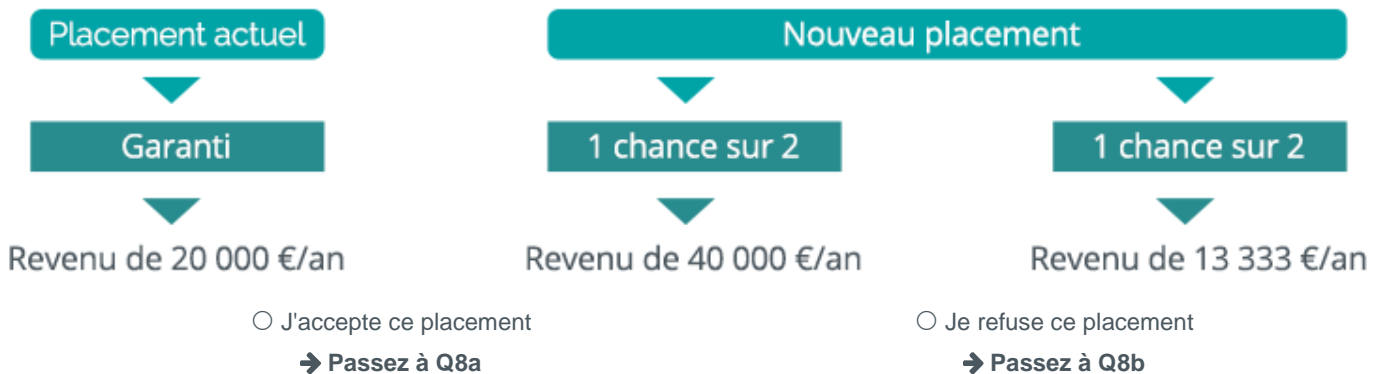 Placement actuel
Nouveau placement
Garanti
1 chance sur 2
1 chance sur 2
Revenu de 20 000 €/an
Revenu de 40 000 €/an
Revenu de 13 333 €/an
J'accepte ce placement
Je refuse ce placement
➔ Passez à Q8a
➔ Passez à Q8b